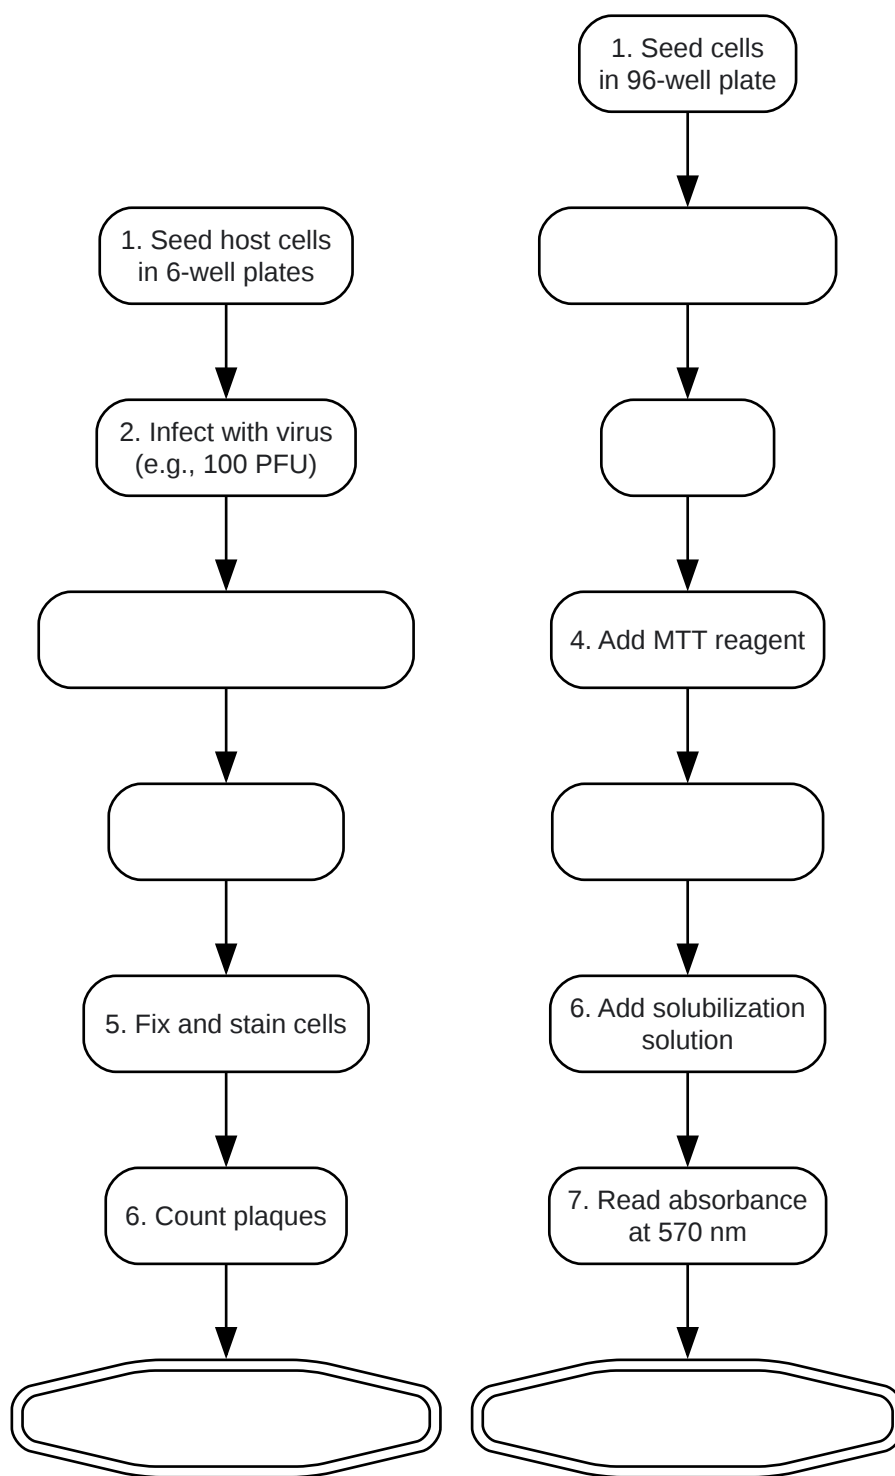 1. Seed host cells
in 6-well plates
2. Infect with virus
(e.g., 100 PFU)
5. Fix and stain cells
6. Count plaques
1. Seed cells
in 96-well plate
4. Add MTT reagent
6. Add solubilization
solution
7. Read absorbance
at 570 nm